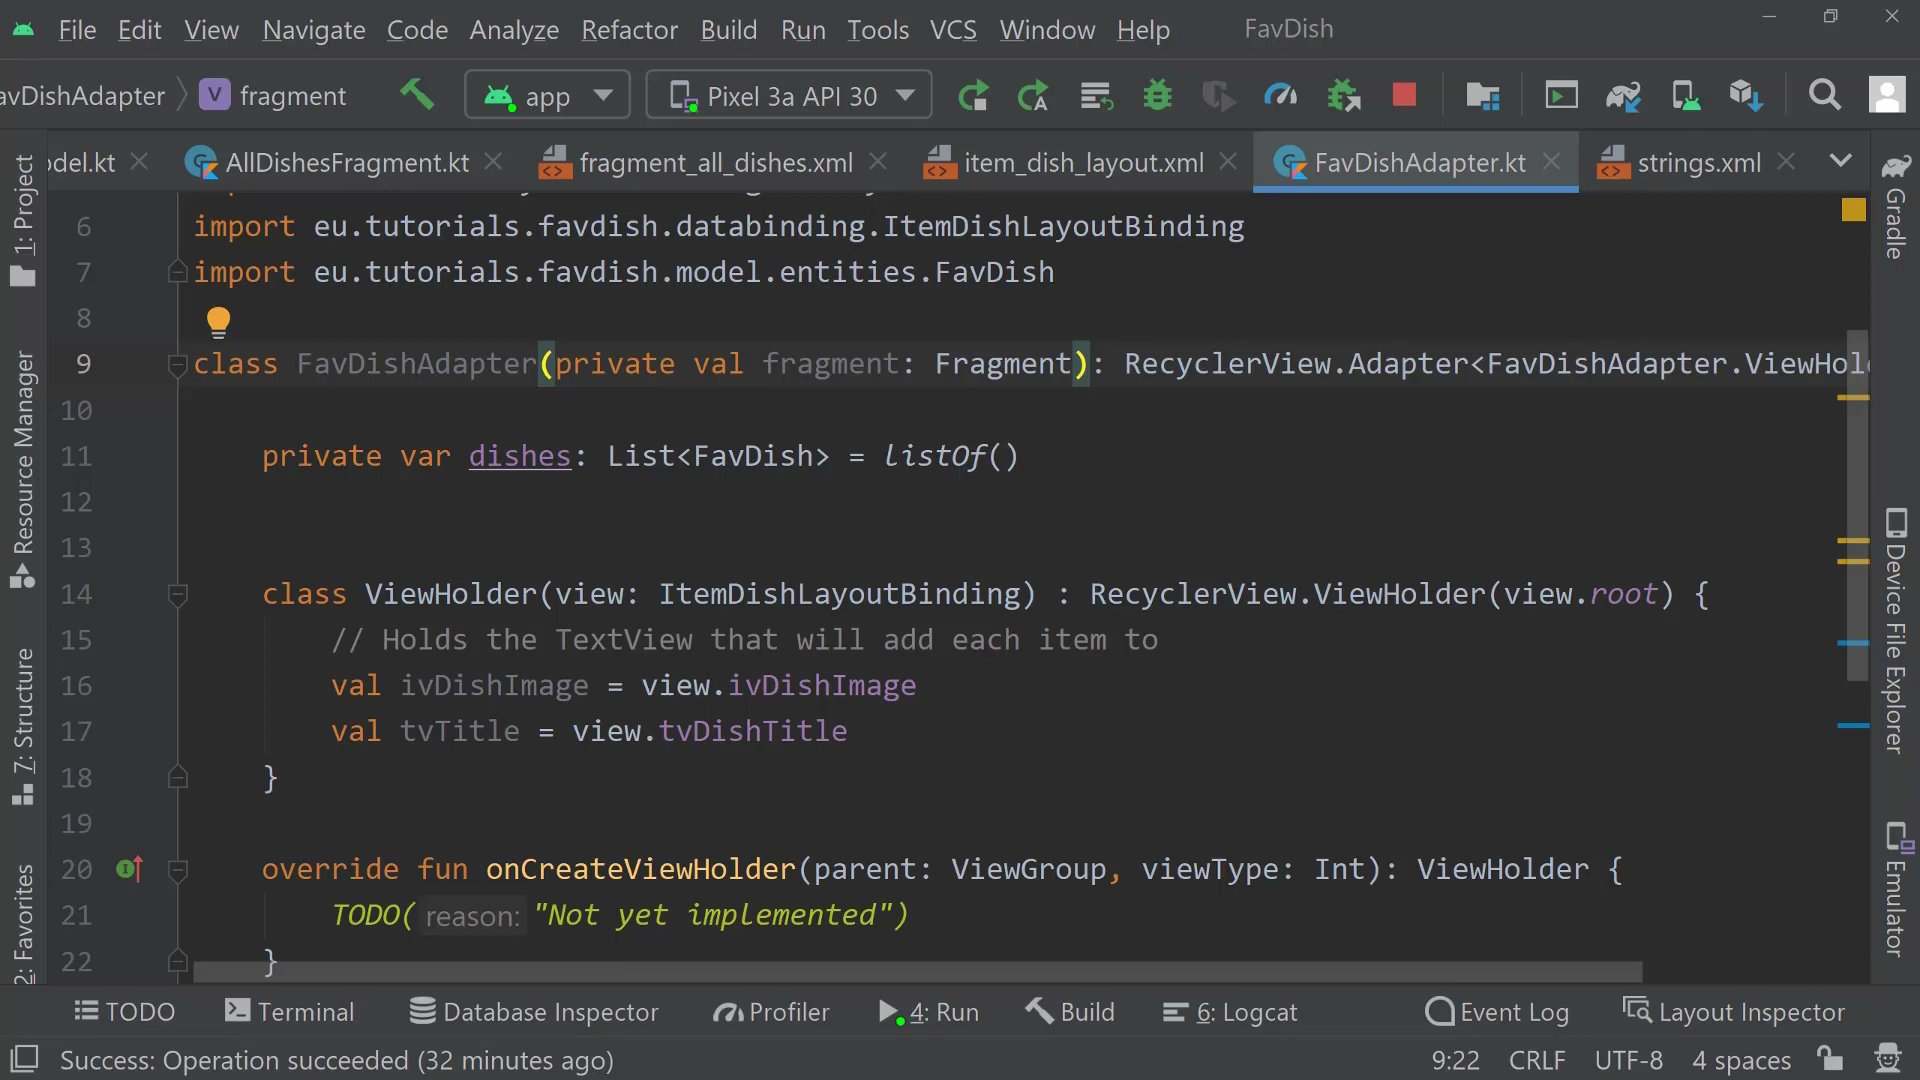 File Edit View Navigate Code Analyze Refactor Build Run Tools VCS Window Help FavDish
avDishAdapter V fragment app Pixel 3a API 30
odel.kt AllDishesFragment.kt fragment_all_dishes.xml item_dish_layout.xml FavDishAdapter.kt strings.xml
1: Project
Resource Manager
7: Structure
2: Favorites
6 import eu.tutorials.favdish.databinding.ItemDishLayoutBinding
7 import eu.tutorials.favdish.model.entities.FavDish
8
9 class FavDishAdapter(private val fragment: Fragment): RecyclerView.Adapter<FavDishAdapter.ViewHol
10
11 private var dishes: List<FavDish> = listOf()
12
13
14 class ViewHolder(view: ItemDishLayoutBinding) : RecyclerView.ViewHolder(view.root) {
15 // Holds the TextView that will add each item to
16 val ivDishImage = view.ivDishImage
17 val tvTitle = view.tvDishTitle
18 }
19
20 override fun onCreateViewHolder(parent: ViewGroup, viewType: Int): ViewHolder {
21 TODO( reason: "Not yet implemented")
22 }
Gradle
Device File Explorer
Emulator
TODO Terminal Database Inspector Profiler 4: Run Build 6: Logcat Event Log Layout Inspector
Success: Operation succeeded (32 minutes ago) 9:22 CRLF UTF-8 4 spaces